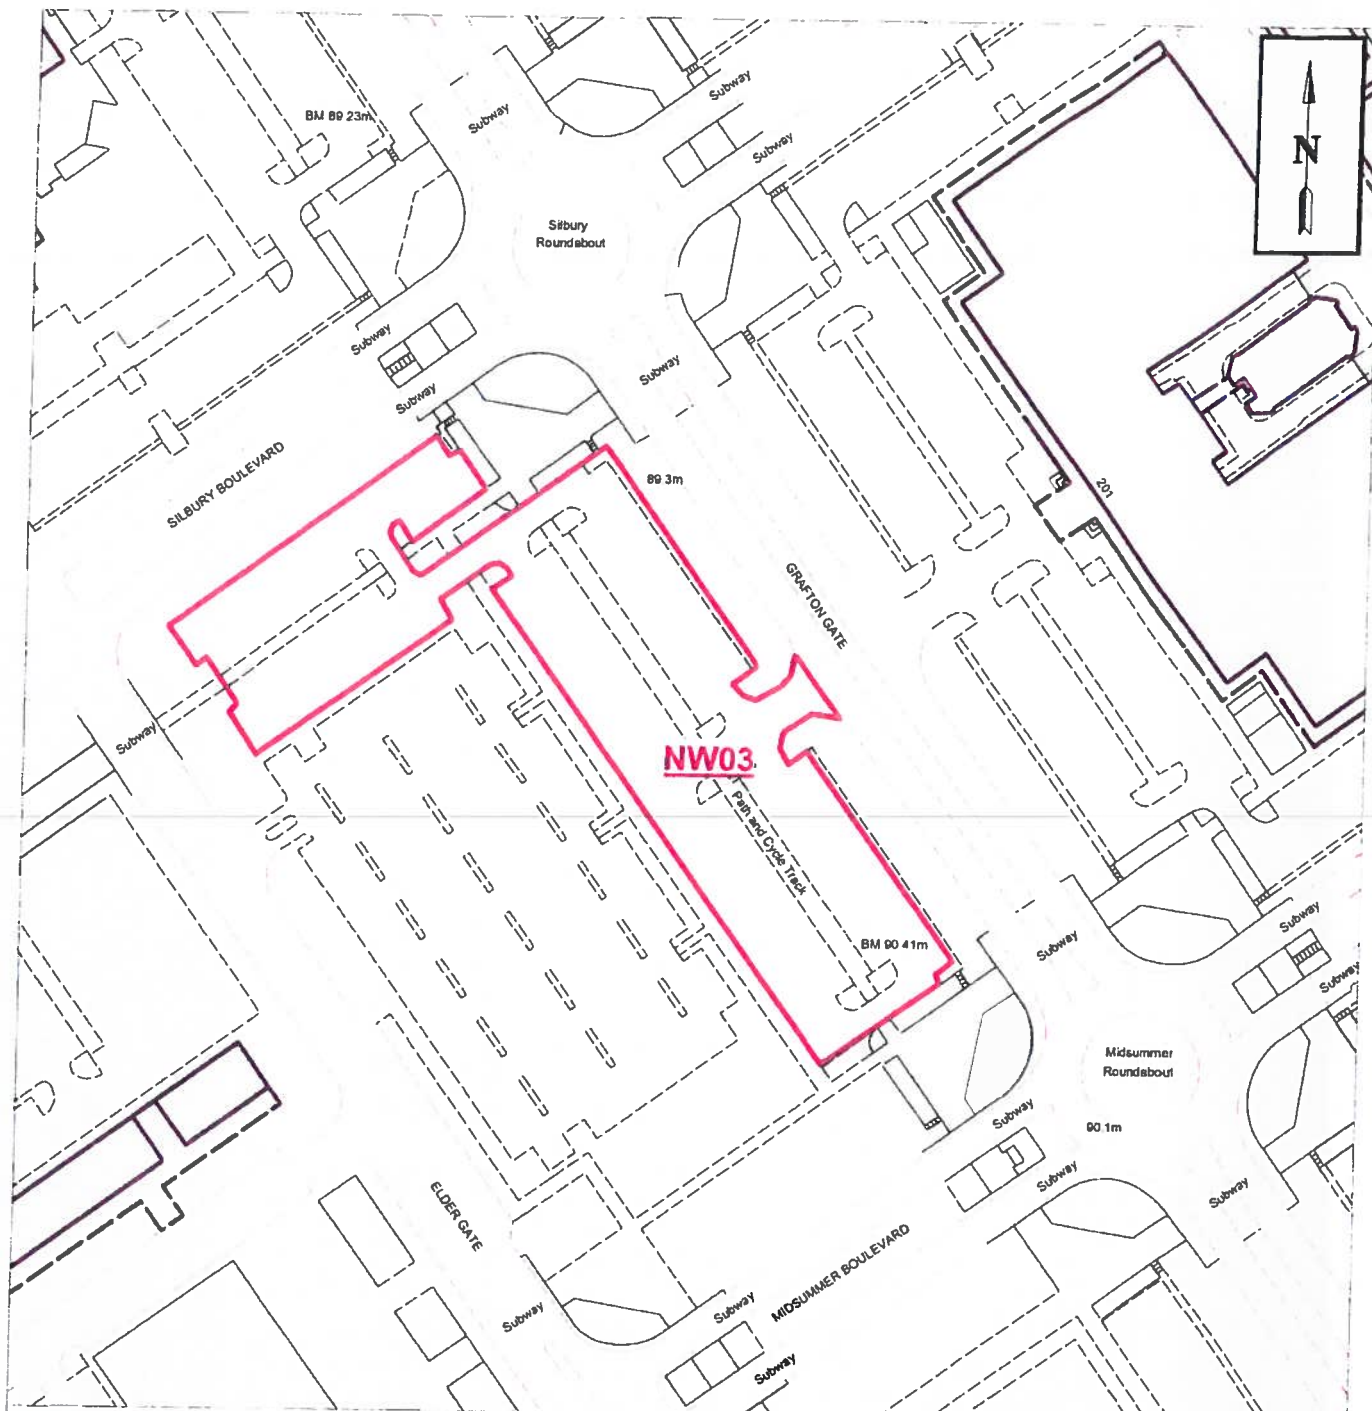 Subway
BM 89 23m
Subway
Subway
N
Silbury
Roundabout
Subway
Subway
Subway
Subway
SILBURY BOULEVARD
89 3m
201
GRAFTON GATE
Subway
NW03
Path and Cycle Track
BM 90 41m
Subway
Subway
Subway
Midsummer
Roundabout
Subway
90.1m
Subway
Subway
ELDER GATE
MIDSUMMER BOULEVARD
Subway
Subway
Subway